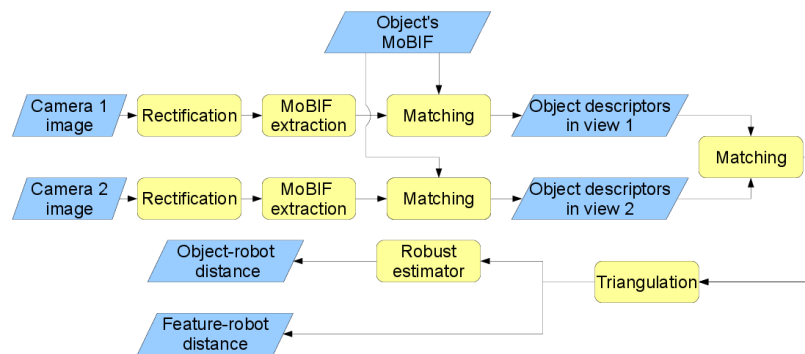 Object's
MoBIF
Camera 1
image
Rectification
MoBIF
extraction
Matching
Object descriptors
in view 1
Matching
Camera 2
image
Rectification
MoBIF
extraction
Matching
Object descriptors
in view 2
Object-robot
distance
Robust
estimator
Triangulation
Feature-robot
distance